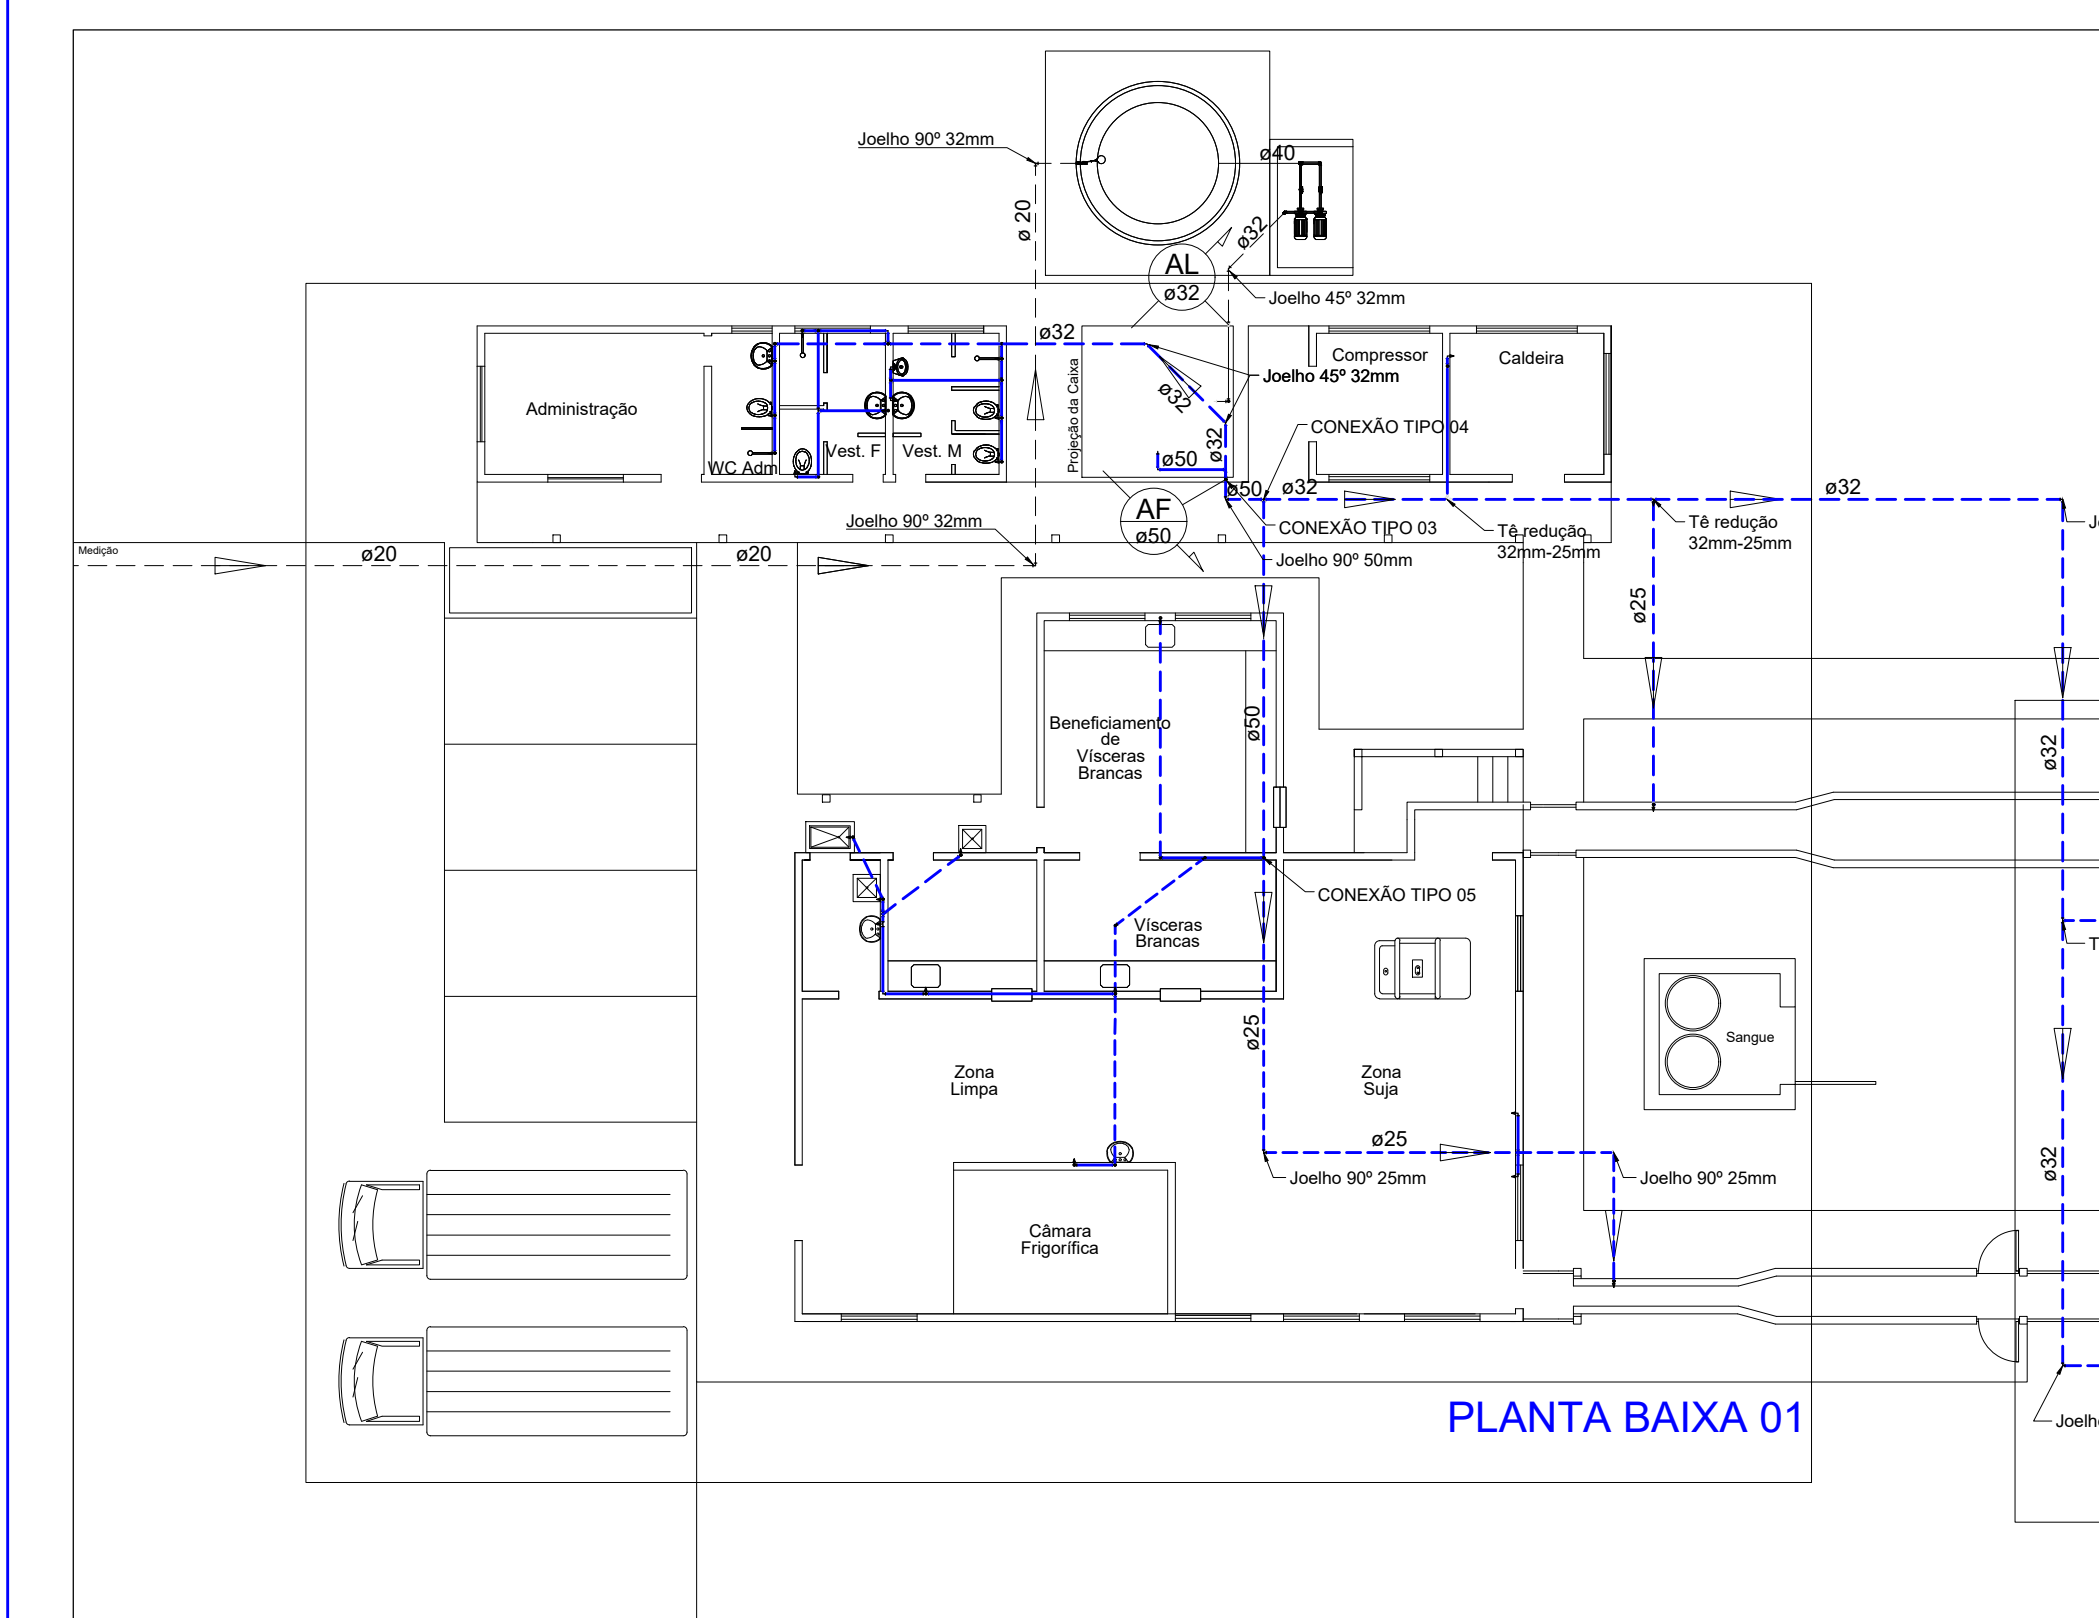 Joelho 90º 32mm
ø40
ø 20
ø32
AL
ø32
Joelho 45º 32mm
ø32
Compressor
Caldeira
Joelho 45º 32mm
Projeção da Caixa
ø32
Administração
CONEXÃO TIPO 04
ø32
Vest. F
Vest. M
WC Adm
ø50
ø50
ø32
ø32
AF
ø50
Joelho 90º 32mm
CONEXÃO TIPO 03
Tê redução
32mm-25mm
Tê redução
32mm-25mm
Medição
ø20
ø20
Joelho 90º 50mm
ø25
Beneficiamento
de
Vísceras
Brancas
ø50
ø32
CONEXÃO TIPO 05
Vísceras
Brancas
T
ø25
Sangue
Zona
Limpa
Zona
Suja
ø25
Joelho 90º 25mm
Joelho 90º 25mm
ø32
Câmara
Frigorífica
PLANTA BAIXA 01